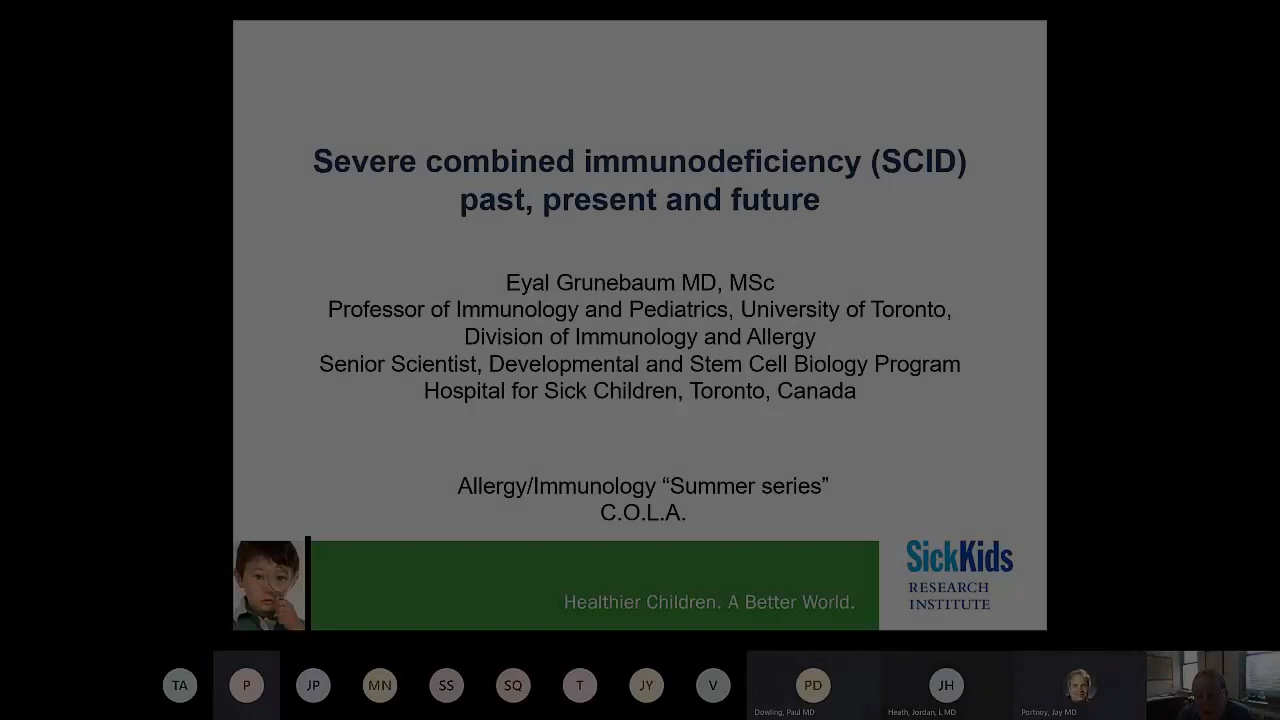 Severe combined immunodeficiency (SCID)
past, present and future
Eyal Grunebaum MD, MSc
Professor of Immunology and Pediatrics, University of Toronto,
Division of Immunology and Allergy
Senior Scientist, Developmental and Stem Cell Biology Program
Hospital for Sick Children, Toronto, Canada
Allergy/Immunology “Summer series”
C.O.L.A.
Healthier Children. A Better World.
SickKids
RESEARCH
INSTITUTE
TA P JP MN SS SQ T JY V PD JH
Dowling, Paul MD Heath, Jordan, L MD Portnoy, Jay MD